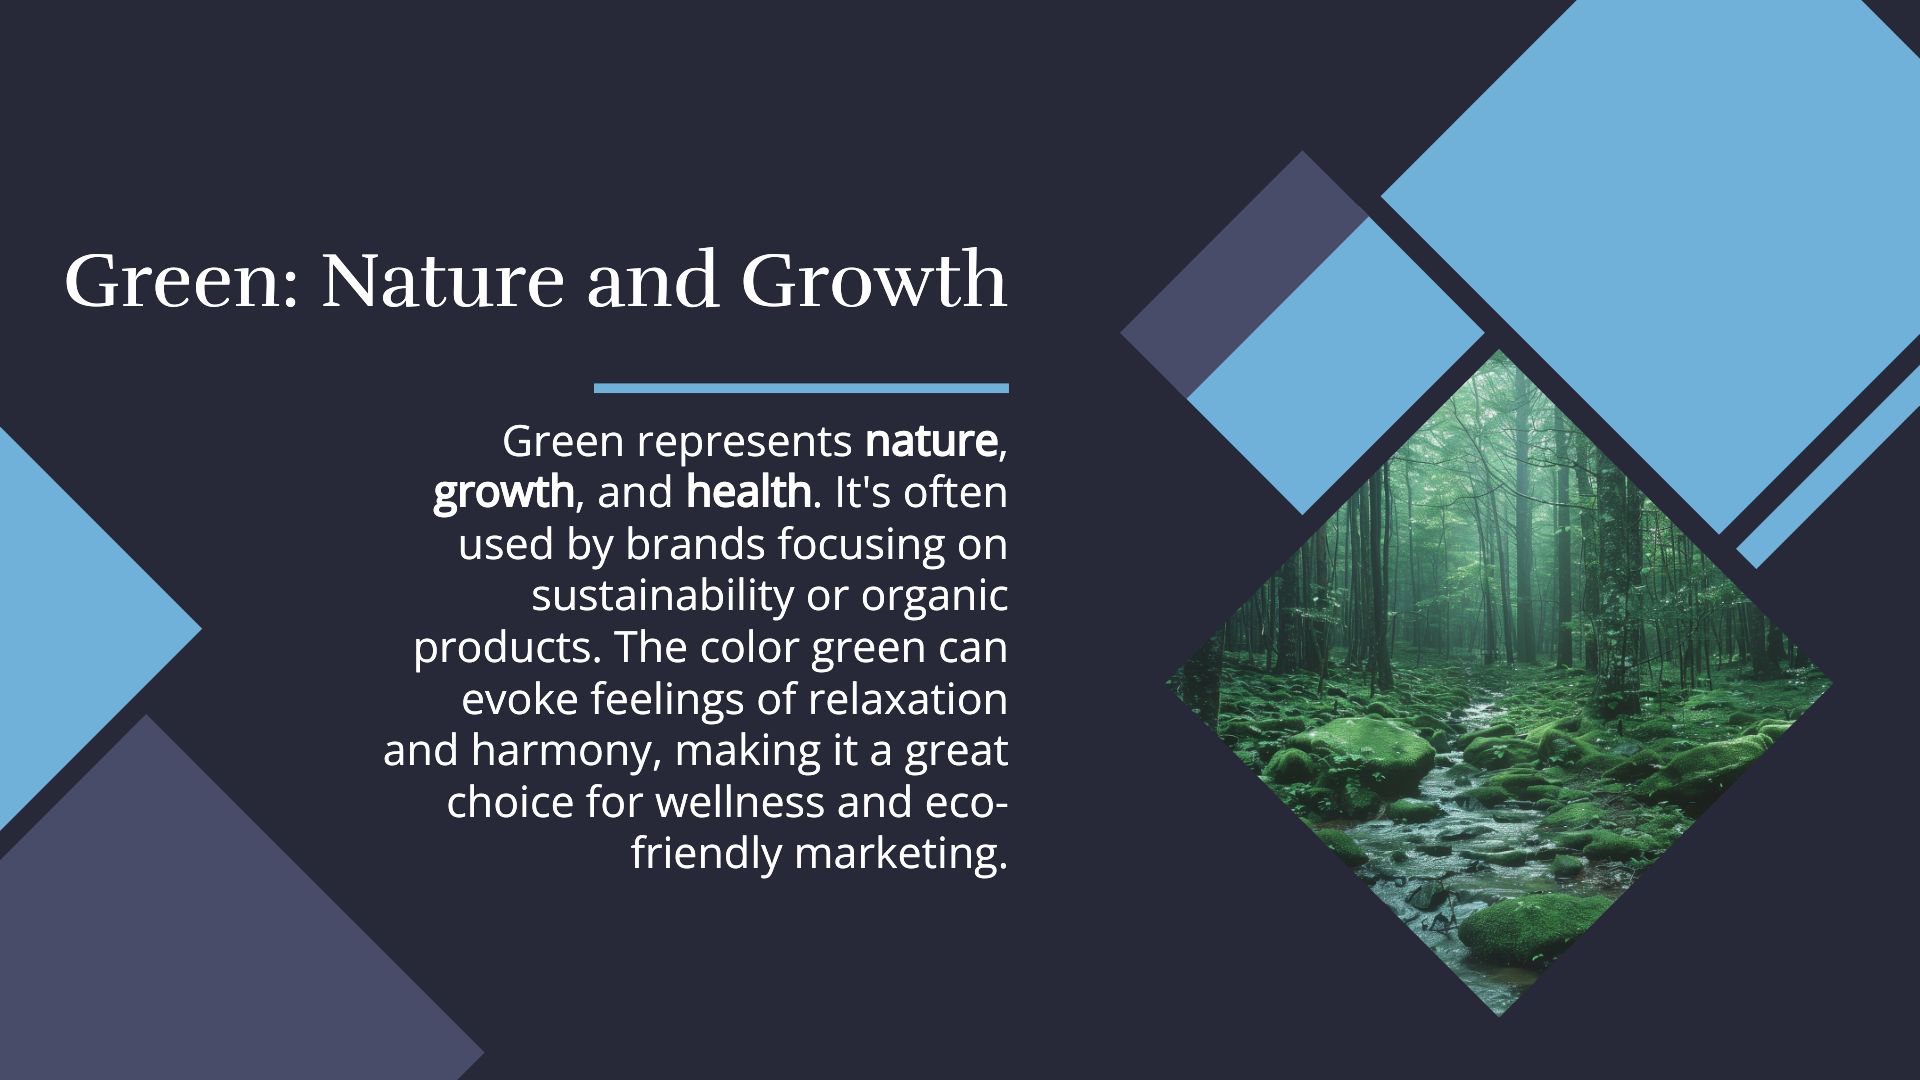 Green: Nature and Growth
Green represents nature,
growth, and health. It's often
used by brands focusing on
sustainability or organic
products. The color green can
evoke feelings of relaxation
and harmony, making it a great
choice for wellness and eco-
friendly marketing.